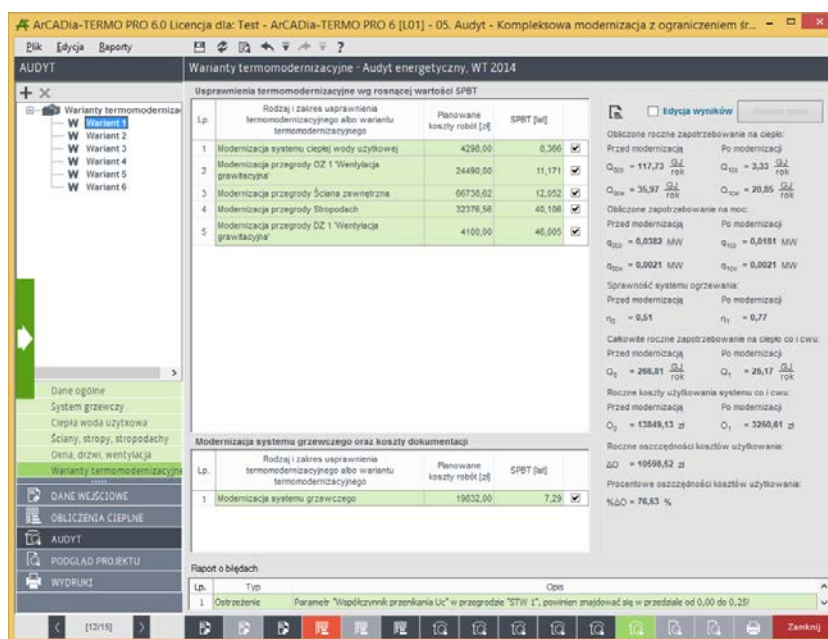 ArCADia-TERMO PRO 6.0 Licencja dla: Test - ArCADia-TERMO PRO 6 [L01] - 05. Audyt - Kompleksowa modernizacja z ograniczeniem śr...
Plik Edycja Raporty
AUDYT
Warianty termomodernizacyjne - Audyt energetyczny, WT 2014
Warianty termomoderniza
W Wariant 1
W Wariant 2
W Wariant 3
W Wariant 4
W Wariant 5
W Wariant 6
Dane ogólne
System grzewczy
Ciepła woda użytkowa
Ściany, stropy, stropodachy
Okna, drzwi, wentylacja
Warianty termomodernizacyjne
DANE WEJŚCIOWE
OBLICZENIA CIEPLNE
AUDYT
PODGLĄD PROJEKTU
WYDRUKI
Usprawnienia termomodernizacyjne wg rosnącej wartości SPBT
Lp. Rodzaj i zakres usprawnienia termomodernizacyjnego albo wariantu termomodernizacyjnego Planowane koszty robót [zł] SPBT [lat]
1 Modernizacja systemu ciepłej wody użytkowej 4298,00 8,366
2 Modernizacja przegrody OZ 1 'Wentylacja grawitacyjna' 24490,00 11,171
3 Modernizacja przegrody Ściana zewnętrzna 66738,62 12,052
4 Modernizacja przegrody Stropodach 32376,56 40,106
5 Modernizacja przegrody DZ 1 'Wentylacja grawitacyjna' 4100,00 46,005
Modernizacja systemu grzewczego oraz koszty dokumentacji
Lp. Rodzaj i zakres usprawnienia termomodernizacyjnego albo wariantu termomodernizacyjnego Planowane koszty robót [zł] SPBT [lat]
1 Modernizacja systemu grzewczego 19832,00 7,29
Edycja wyników
Obliczone roczne zapotrzebowanie na ciepło:
Przed modernizacją Po modernizacji
Q0co = 117,73 GJ/rok Q1co = 3,33 GJ/rok
Q0cw = 35,97 GJ/rok Q1cw = 20,85 GJ/rok
Obliczone zapotrzebowanie na moc:
Przed modernizacją Po modernizacji
q0co = 0,0382 MW q1co = 0,0181 MW
q0cw = 0,0021 MW q1cw = 0,0021 MW
Sprawność systemu ogrzewania:
Przed modernizacją Po modernizacji
η0 = 0,51 η1 = 0,77
Całkowite roczne zapotrzebowanie na ciepło co i cwu:
Przed modernizacją Po modernizacji
Q0 = 266,81 GJ/rok Q1 = 25,17 GJ/rok
Roczne koszty użytkowania systemu co i cwu:
Przed modernizacją Po modernizacji
O0 = 13849,13 zł O1 = 3250,61 zł
Roczne oszczędności kosztów użytkowania:
ΔO = 10598,52 zł
Procentowe oszczędności kosztów użytkowania:
%ΔO = 76,53 %
Raport o błędach
Lp. Typ Opis
1 Ostrzeżenie Parametr "Współczynnik przenikania Uc" w przegrodzie "STW 1", powinien znajdować się w przedziale od 0,00 do 0,25!
[12/15]
Zamknij